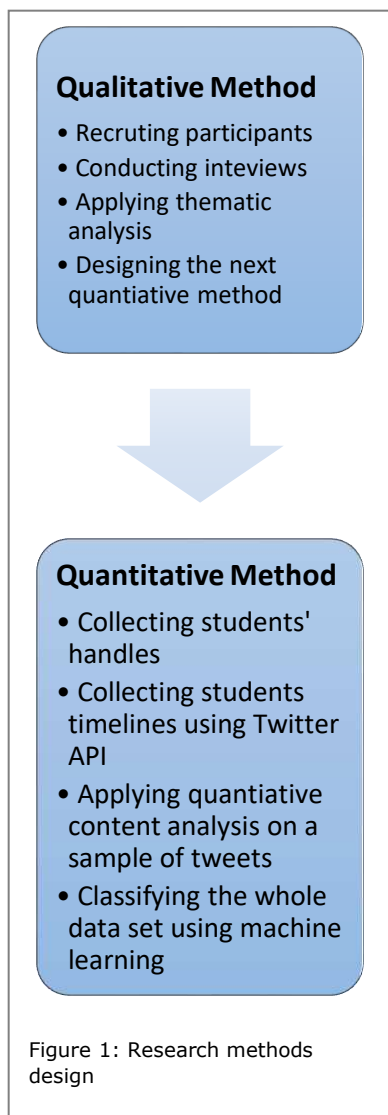 Qualitative Method
• Recruting participants
• Conducting inteviews
• Applying thematic
analysis
• Designing the next
quantiative method
Quantitative Method
• Collecting students'
handles
• Collecting students
timelines using Twitter
API
• Applying quantiative
content analysis on a
sample of tweets
• Classifying the whole
data set using machine
learning
Figure 1: Research methods
design